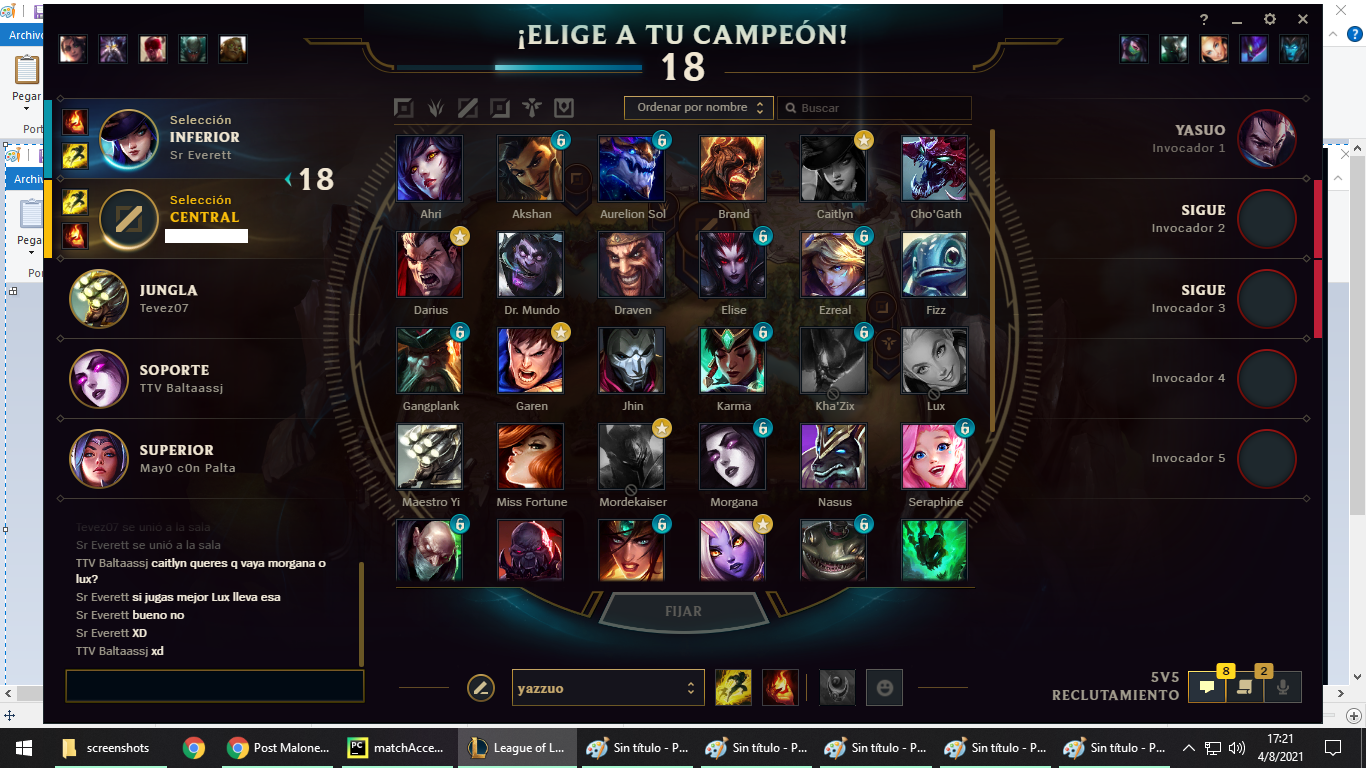 Archivo
Pegar
Port
Archiv
Pega
Po
¡ELIGE A TU CAMPEÓN!
18
?
Selección
INFERIOR
Sr Everett
18
Selección
CENTRAL
JUNGLA
Tevez07
SOPORTE
TTV Baltaassj
SUPERIOR
May0 c0n Palta
Ordenar por nombre
Buscar
Ahri
Akshan
Aurelion Sol
Brand
Caitlyn
Cho'Gath
Darius
Dr. Mundo
Draven
Elise
Ezreal
Fizz
Gangplank
Garen
Jhin
Karma
Kha'Zix
Lux
Maestro Yi
Miss Fortune
Mordekaiser
Morgana
Nasus
Seraphine
FIJAR
YASUO
Invocador 1
SIGUE
Invocador 2
SIGUE
Invocador 3
Invocador 4
Invocador 5
Tevez07 se unió a la sala
Sr Everett se unió a la sala
TTV Baltaassj caitlyn queres q vaya morgana o
lux?
Sr Everett si jugas mejor Lux lleva esa
Sr Everett bueno no
Sr Everett XD
TTV Baltaassj xd
yazzuo
5V5
RECLUTAMIENTO
8
2
screenshots
Post Malone...
matchAcce...
League of L...
Sin título - P...
Sin título - P...
Sin título - P...
Sin título - P...
Sin título - P...
17:21
4/8/2021